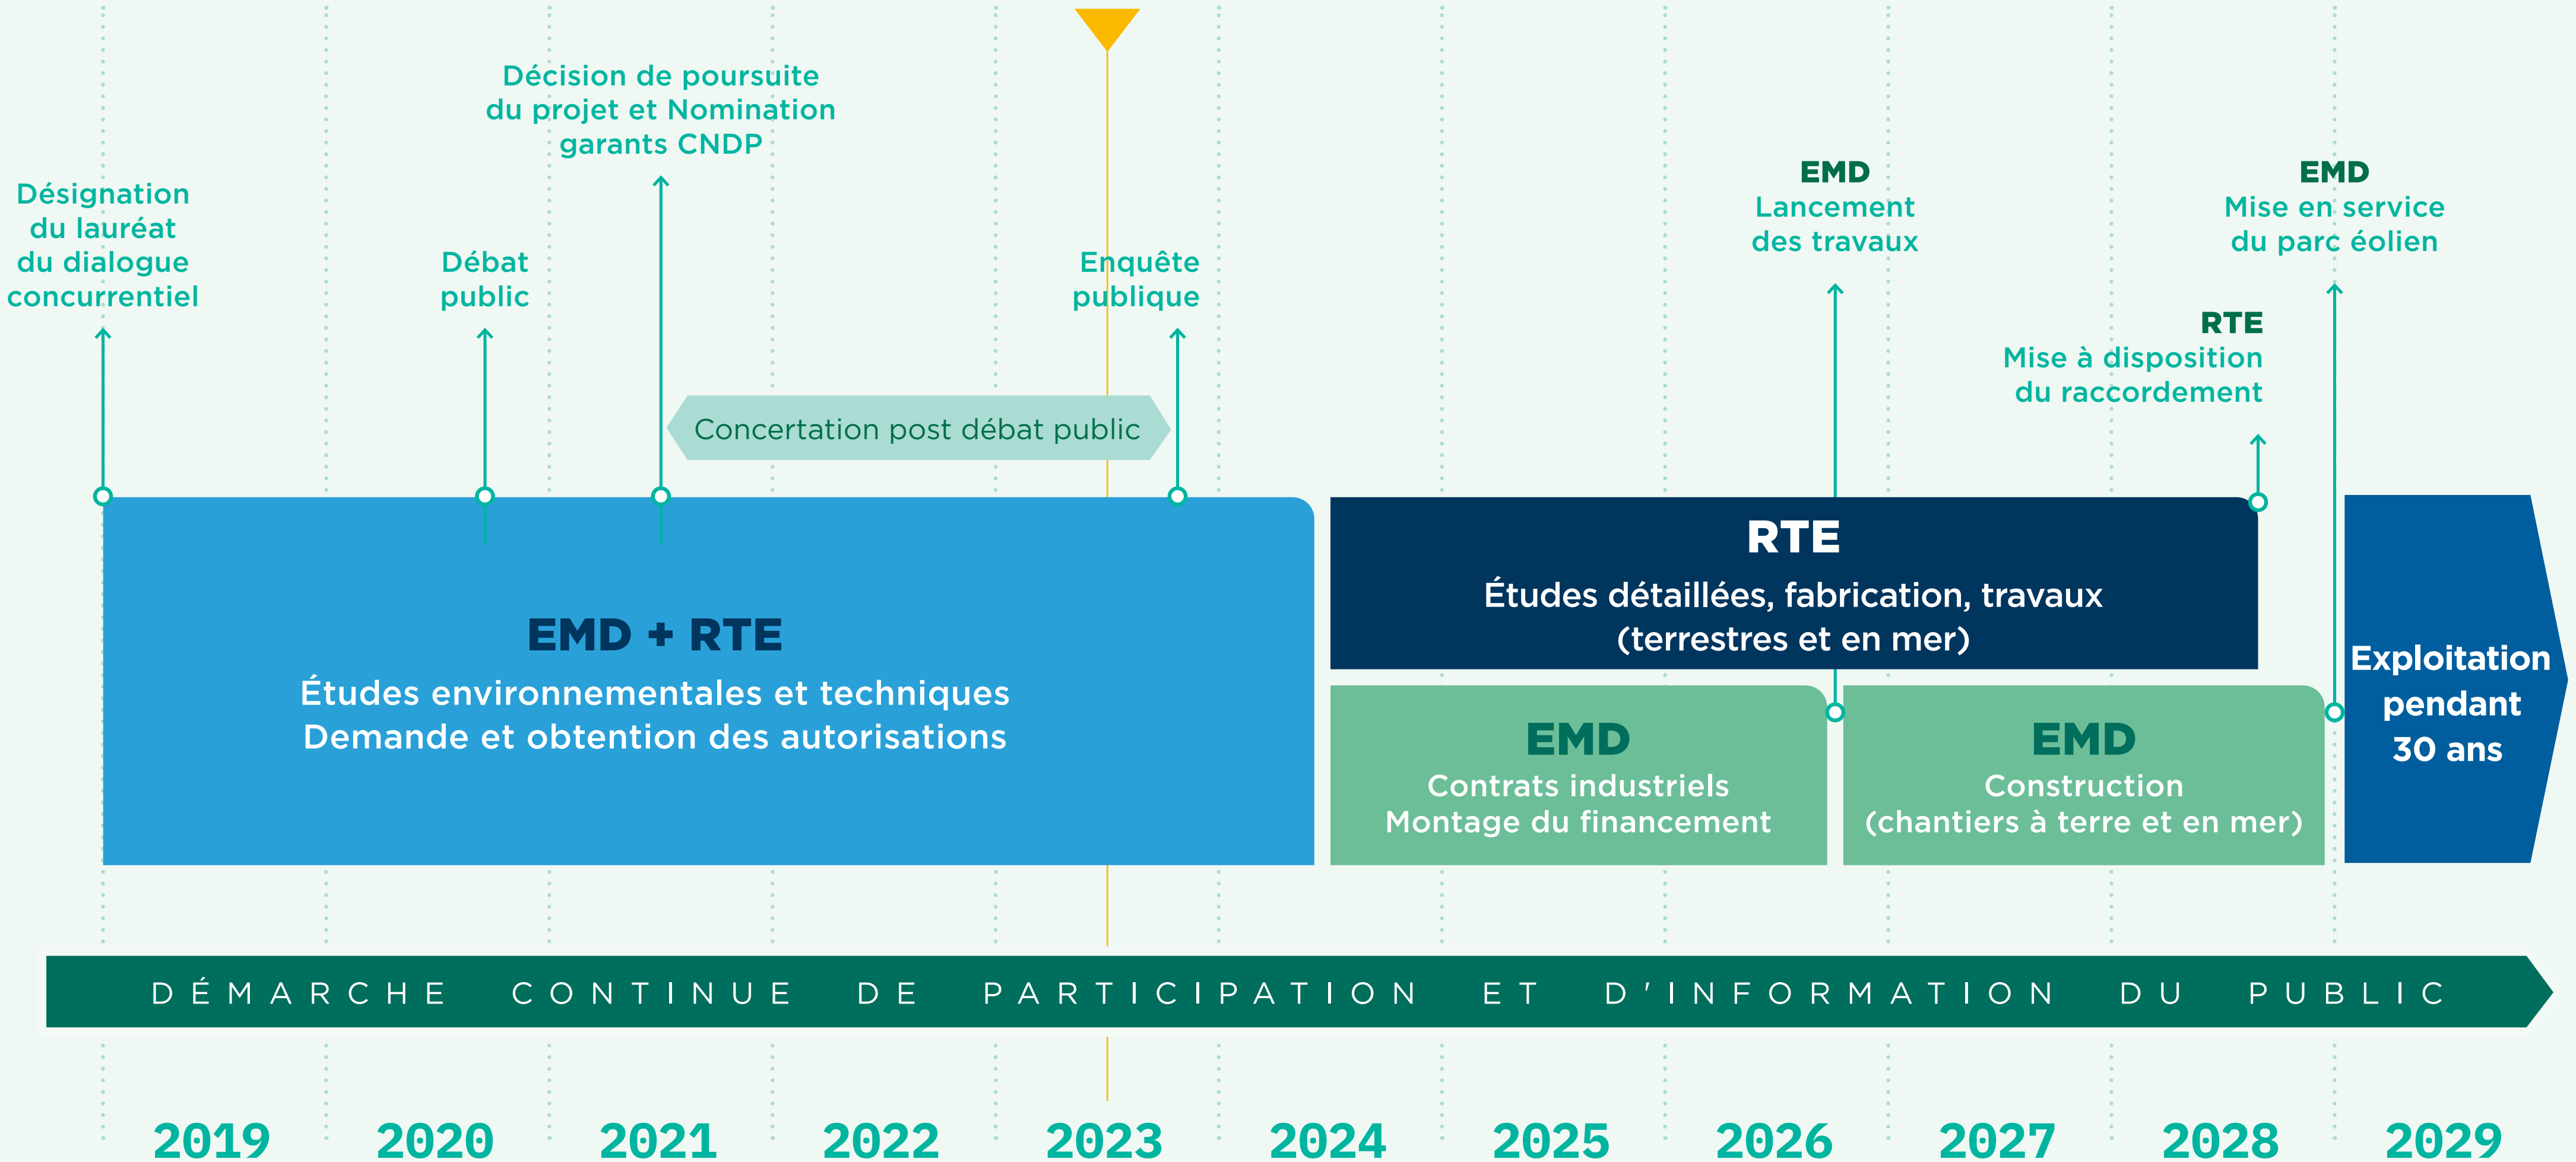 Décision de poursuite
du projet et Nomination
garants CNDP
Désignation
du lauréat
du dialogue
concurrentiel
Débat
public
Enquête
publique
EMD
Lancement
des travaux
EMD
Mise en service
du parc éolien
RTE
Mise à disposition
du raccordement
Concertation post débat public
EMD + RTE
Études environnementales et techniques
Demande et obtention des autorisations
RTE
Études détaillées, fabrication, travaux
(terrestres et en mer)
EMD
Contrats industriels
Montage du financement
EMD
Construction
(chantiers à terre et en mer)
Exploitation
pendant
30 ans
DÉMARCHE CONTINUE DE PARTICIPATION ET D'INFORMATION DU PUBLIC
2019 2020 2021 2022 2023 2024 2025 2026 2027 2028 2029